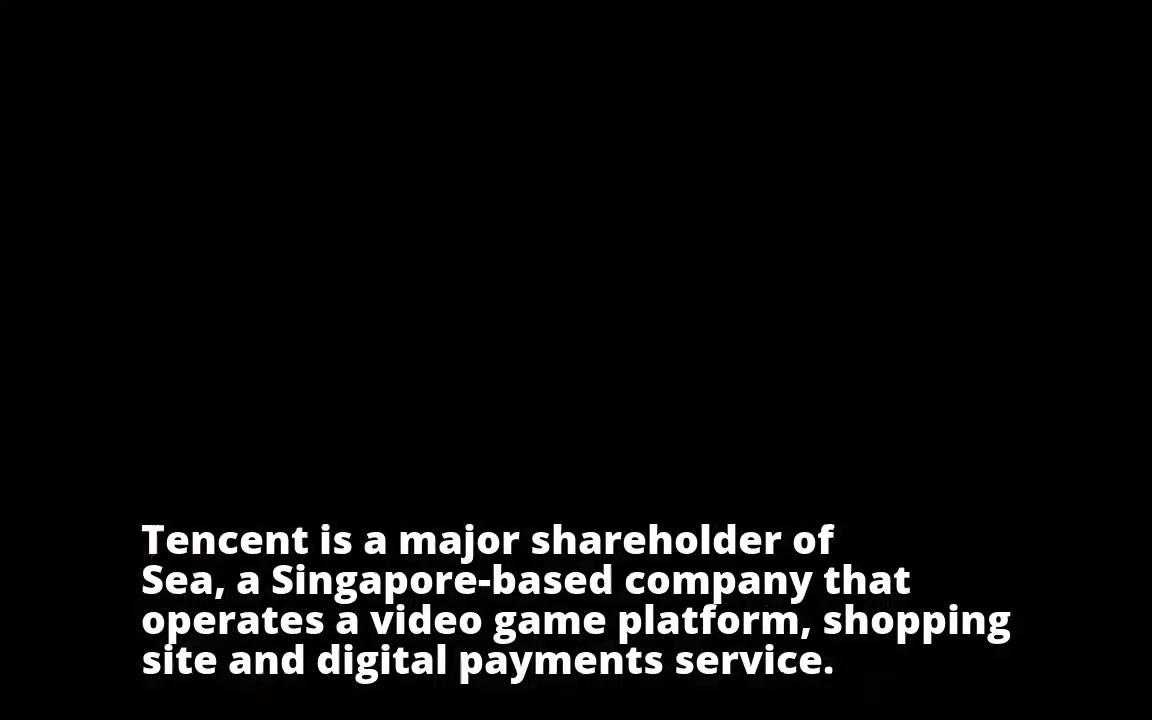 Tencent is a major shareholder of
Sea, a Singapore-based company that
operates a video game platform, shopping
site and digital payments service.